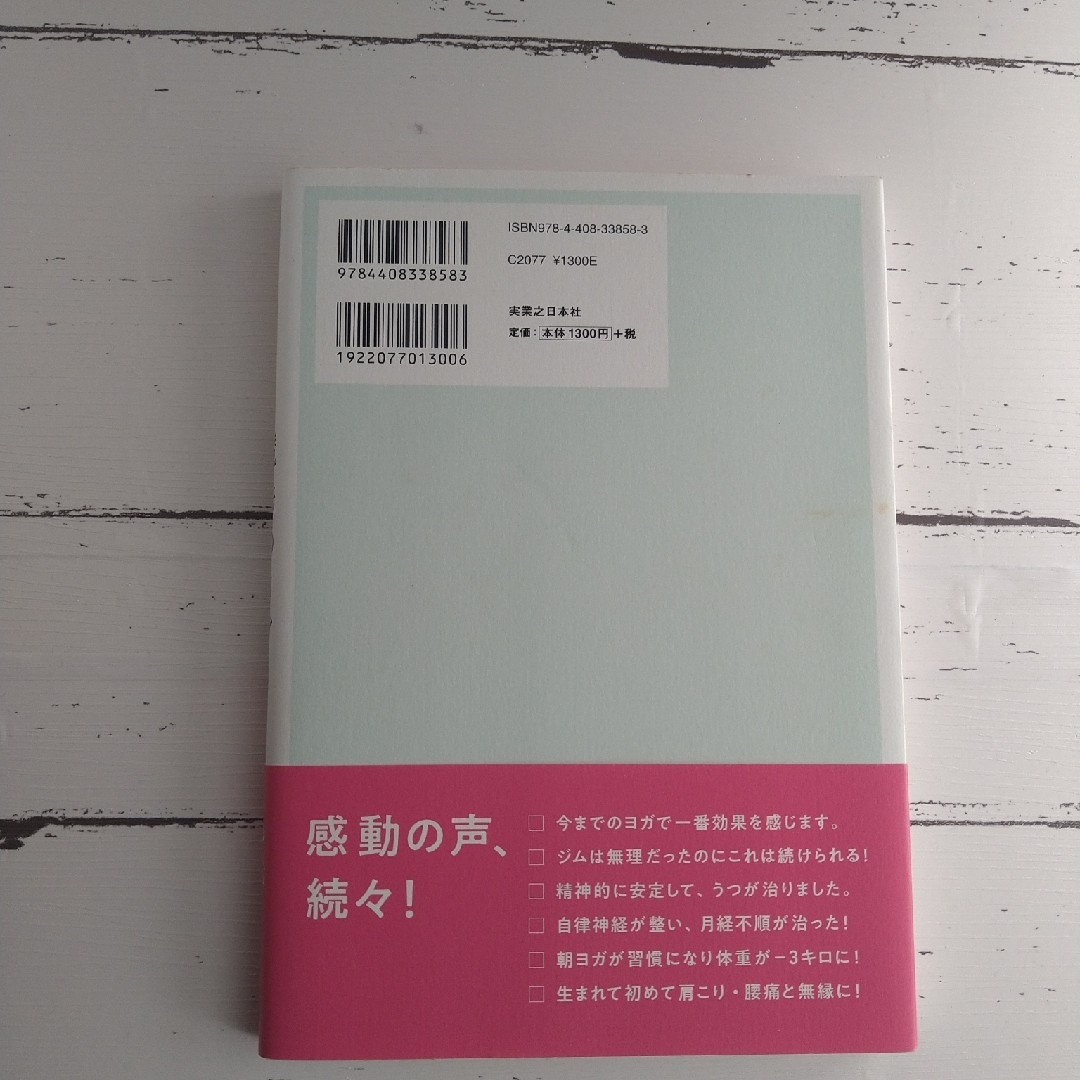 ISBN978-4-408-33858-3
9784408338583
C2077 ¥1300E
実業之日本社
定価：本体1300円+税
1922077013006
感動の声、
続々！
□ 今までのヨガで一番効果を感じます。
□ ジムは無理だったのにこれは続けられる！
□ 精神的に安定して、うつが治りました。
□ 自律神経が整い、月経不順が治った！
□ 朝ヨガが習慣になり体重が−3キロに！
□ 生まれて初めて肩こり・腰痛と無縁に！